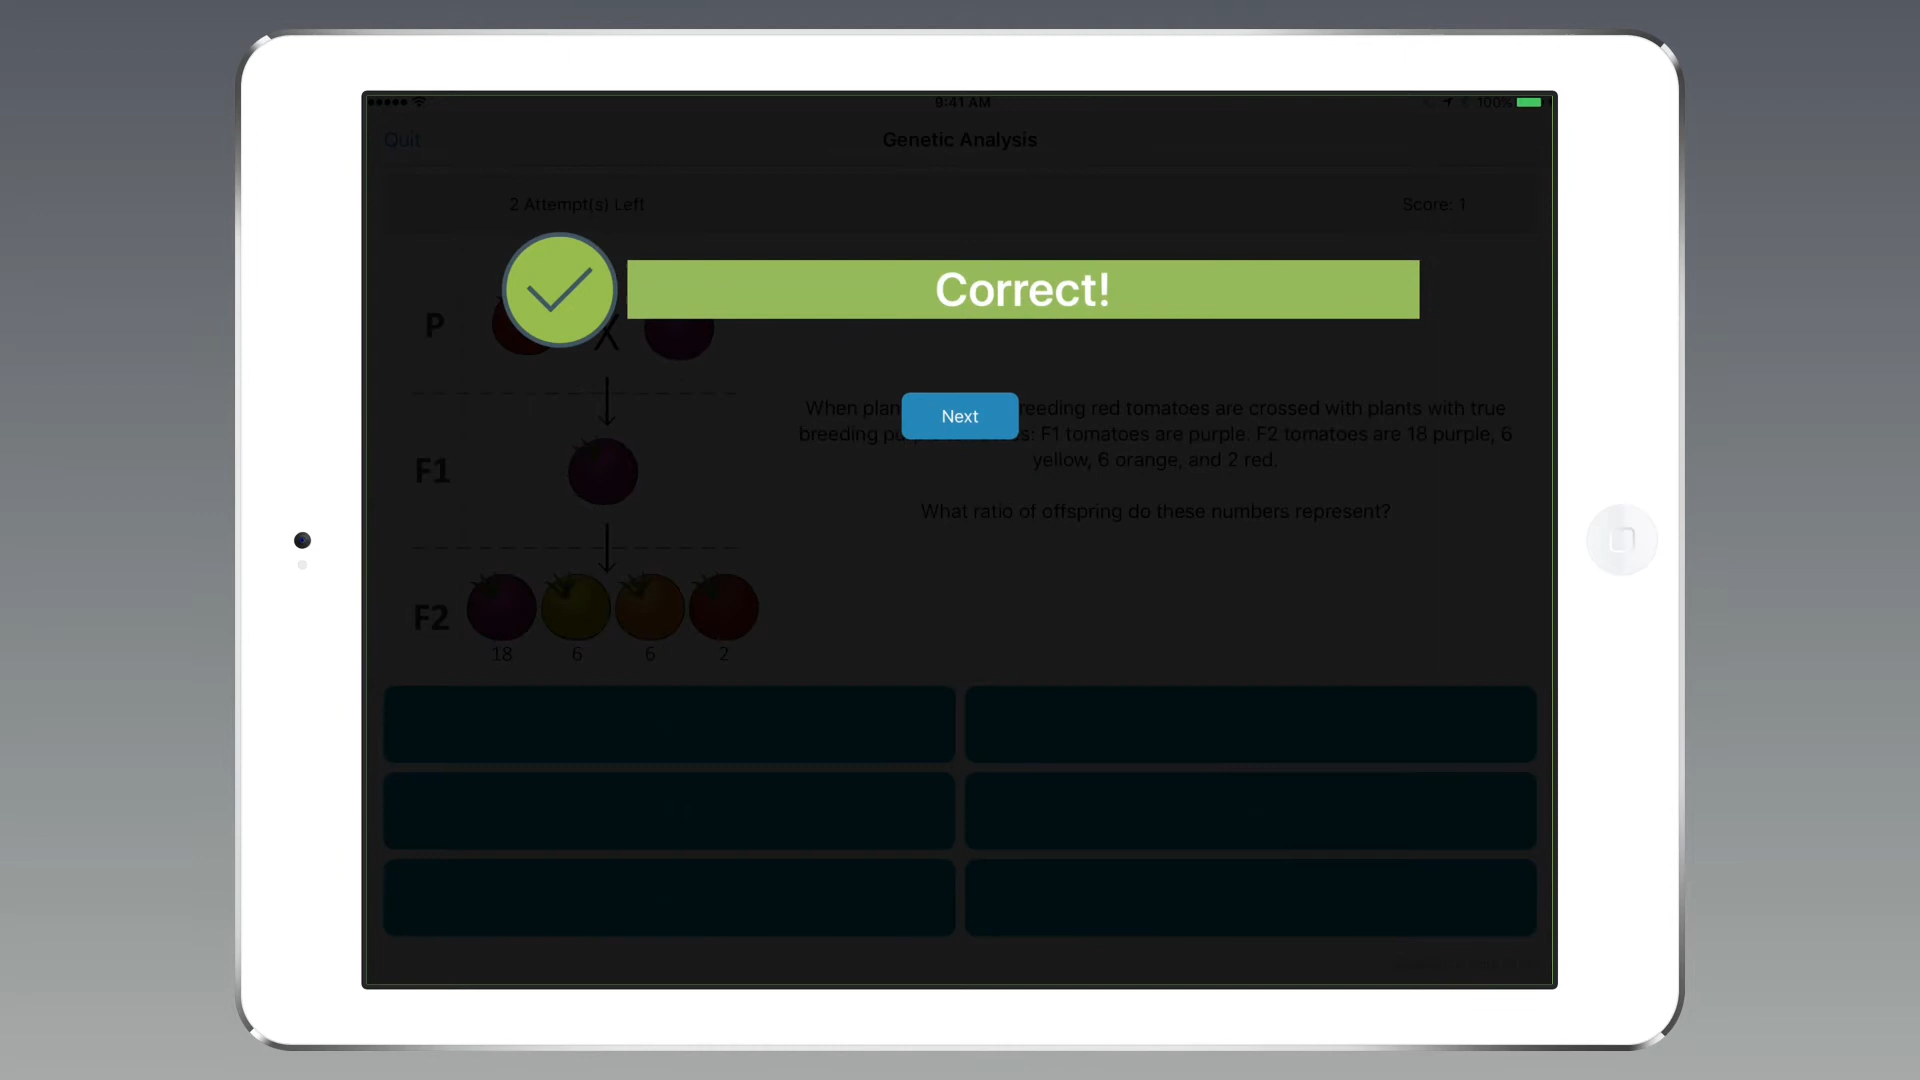 9:41 AM
100%
Quit
Genetic Analysis
2 Attempt(s) Left
Score: 1
Correct!
P
X
Next
When plan reeding red tomatoes are crossed with plants with true
breeding pu s: F1 tomatoes are purple. F2 tomatoes are 18 purple, 6
yellow, 6 orange, and 2 red.
F1
What ratio of offspring do these numbers represent?
F2
18 6 6 2